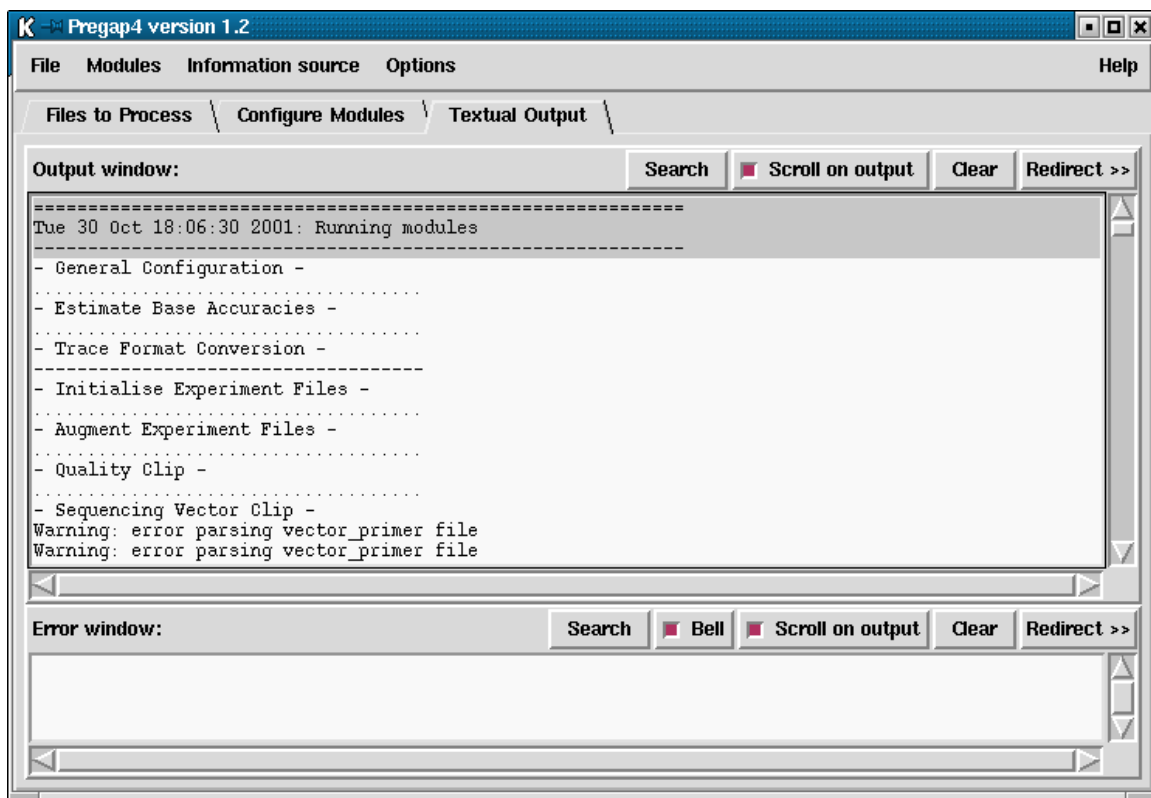 K Pregap4 version 1.2
File Modules Information source Options Help
Files to Process Configure Modules Textual Output
Output window: Search Scroll on output Clear Redirect >>
============================================================
Tue 30 Oct 18:06:30 2001: Running modules
------------------------------------------------------------
- General Configuration -
....................................
- Estimate Base Accuracies -
....................................
- Trace Format Conversion -
------------------------------------
- Initialise Experiment Files -
....................................
- Augment Experiment Files -
....................................
- Quality Clip -
....................................
- Sequencing Vector Clip -
Warning: error parsing vector_primer file
Warning: error parsing vector_primer file
Error window: Search Bell Scroll on output Clear Redirect >>